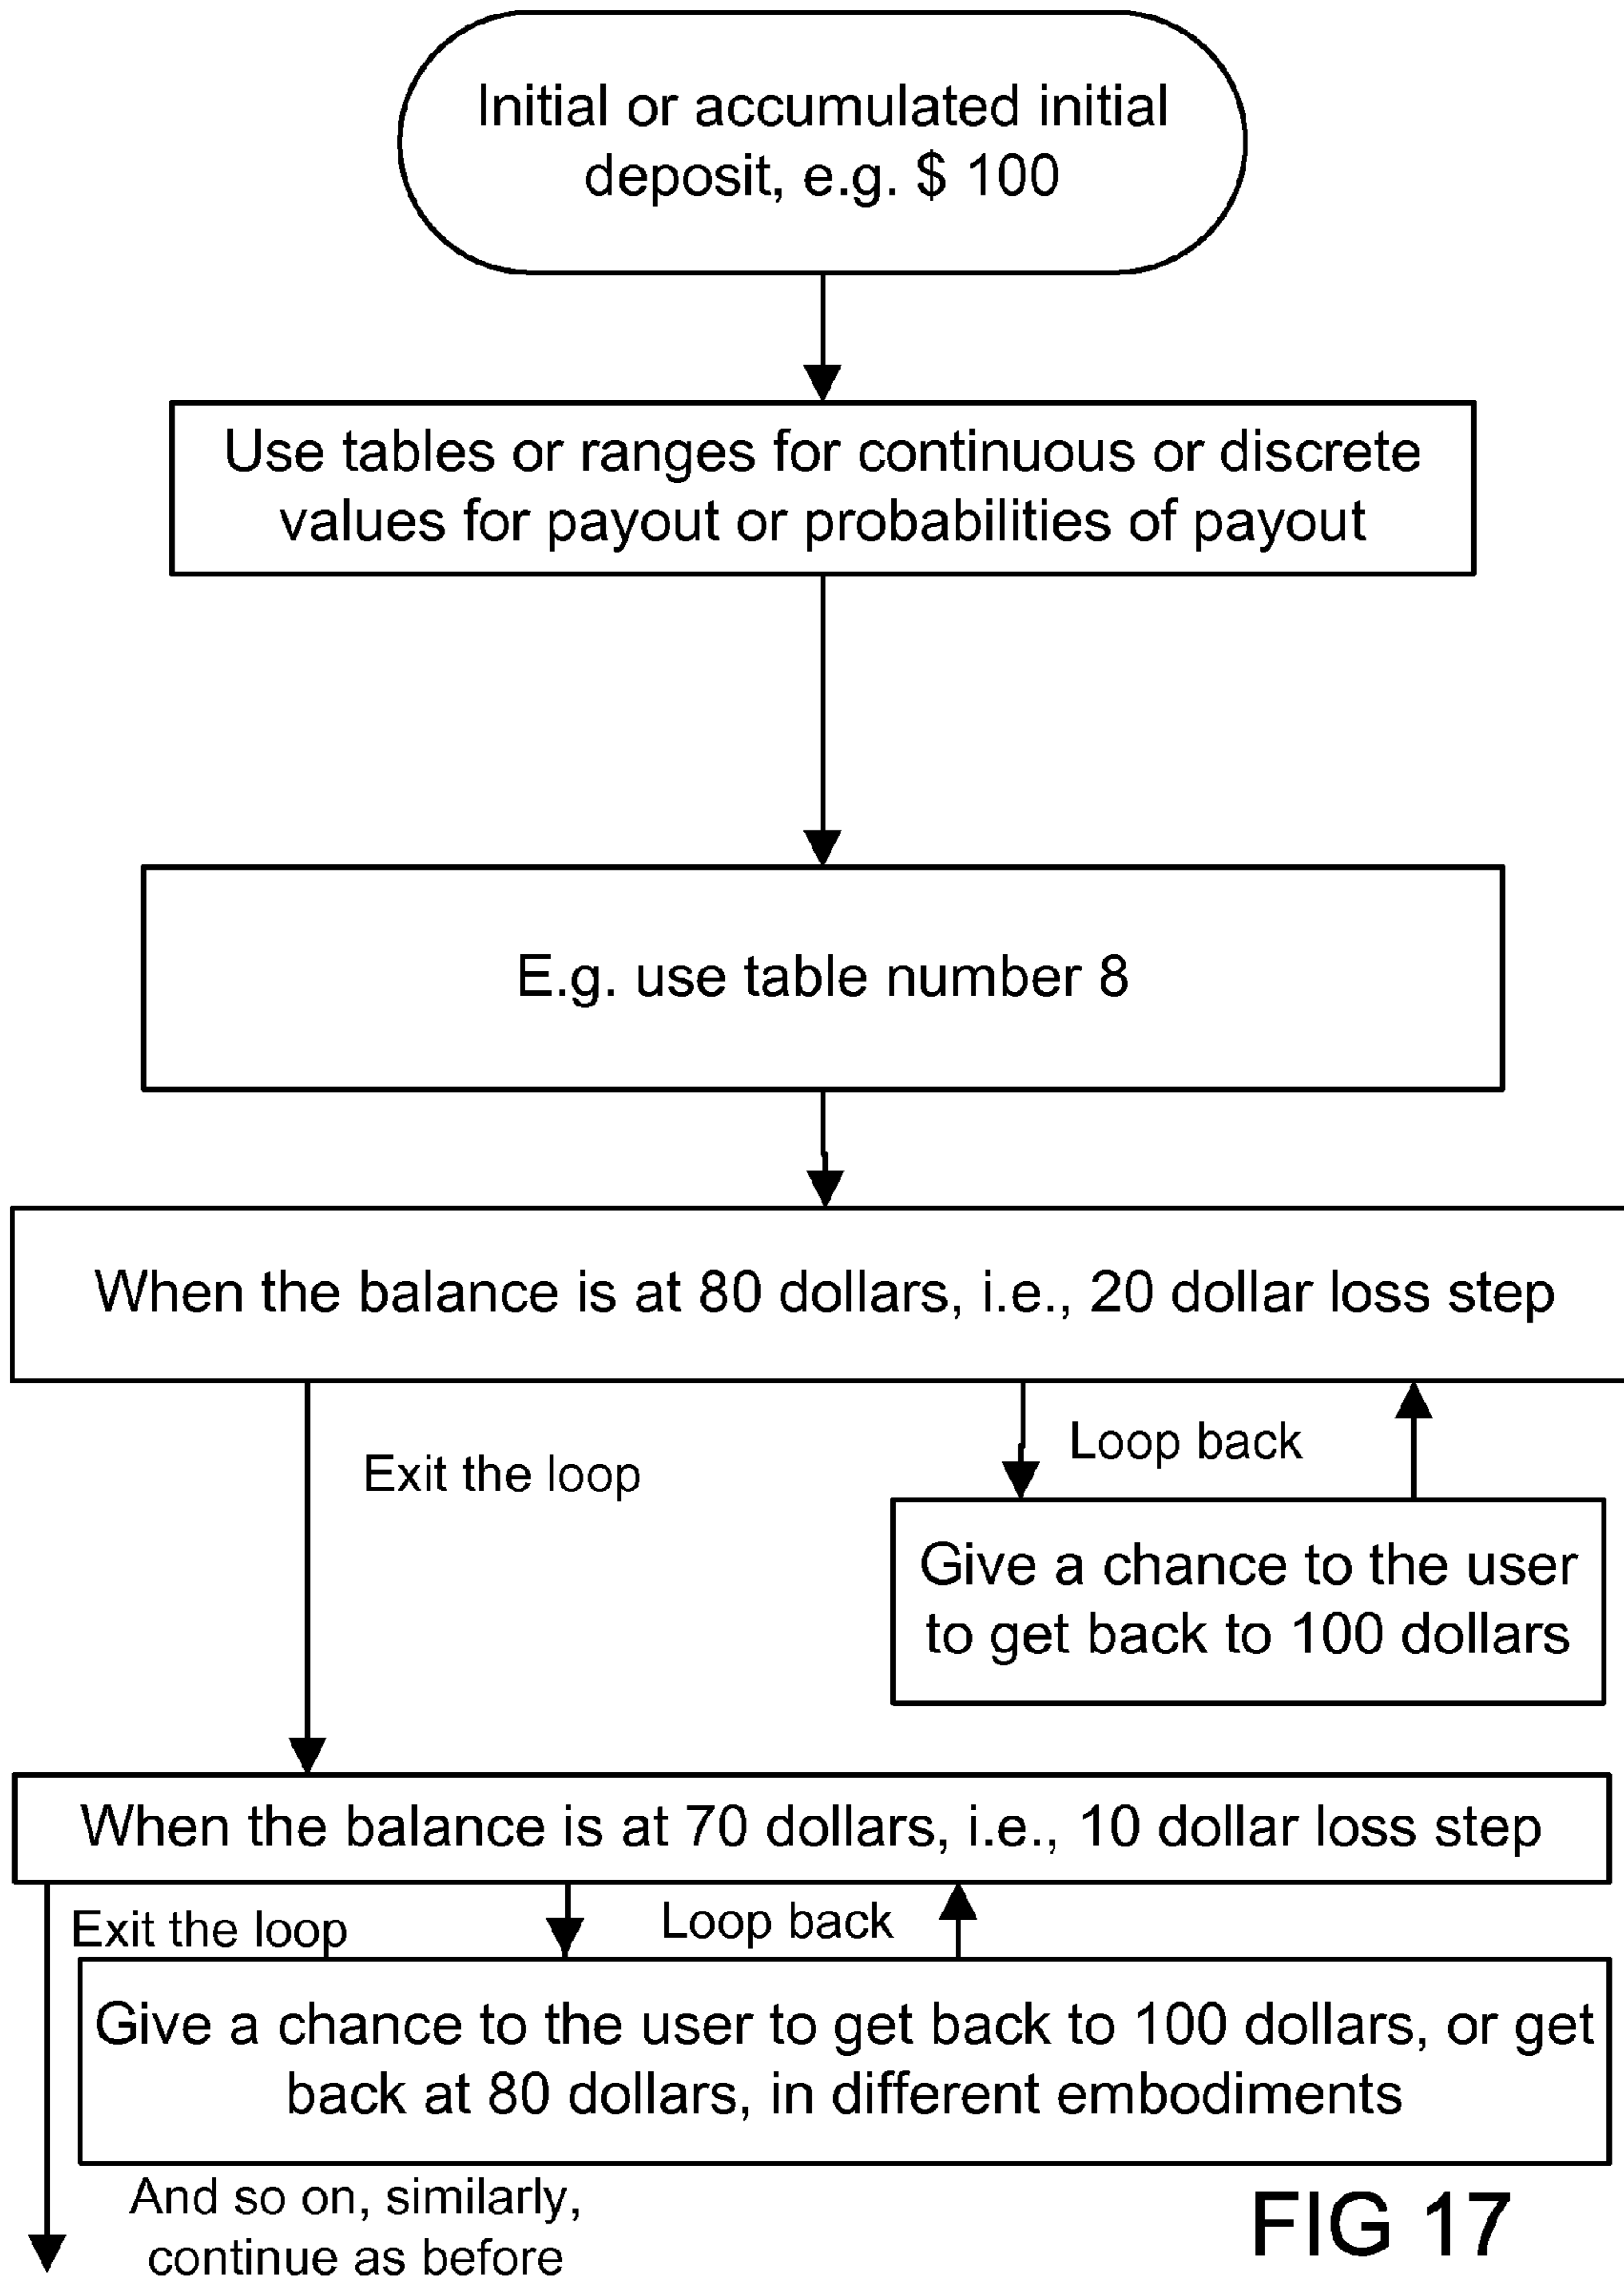 Initial or accumulated initial
deposit, e.g. $ 100
Use tables or ranges for continuous or discrete
values for payout or probabilities of payout
E.g. use table number 8
When the balance is at 80 dollars, i.e., 20 dollar loss step
Exit the loop
Loop back
Give a chance to the user
to get back to 100 dollars
When the balance is at 70 dollars, i.e., 10 dollar loss step
Exit the loop
Loop back
Give a chance to the user to get back to 100 dollars, or get
back at 80 dollars, in different embodiments
And so on, similarly,
continue as before
FIG 17